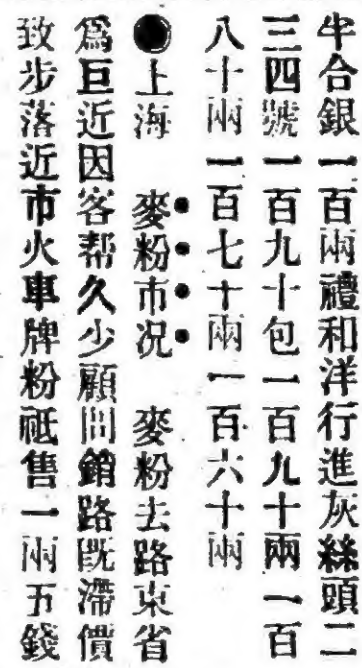 牛合銀一百兩禮和洋行進灰絲頭二
三四號一百九十包一百九十兩一百
八十兩一百七十兩一百六十兩
●上海　麥粉市况　麥粉去路東省
爲巨近因客帮久少顧問銷路旣滯價
致步落近市火車牌粉祗售一兩五錢